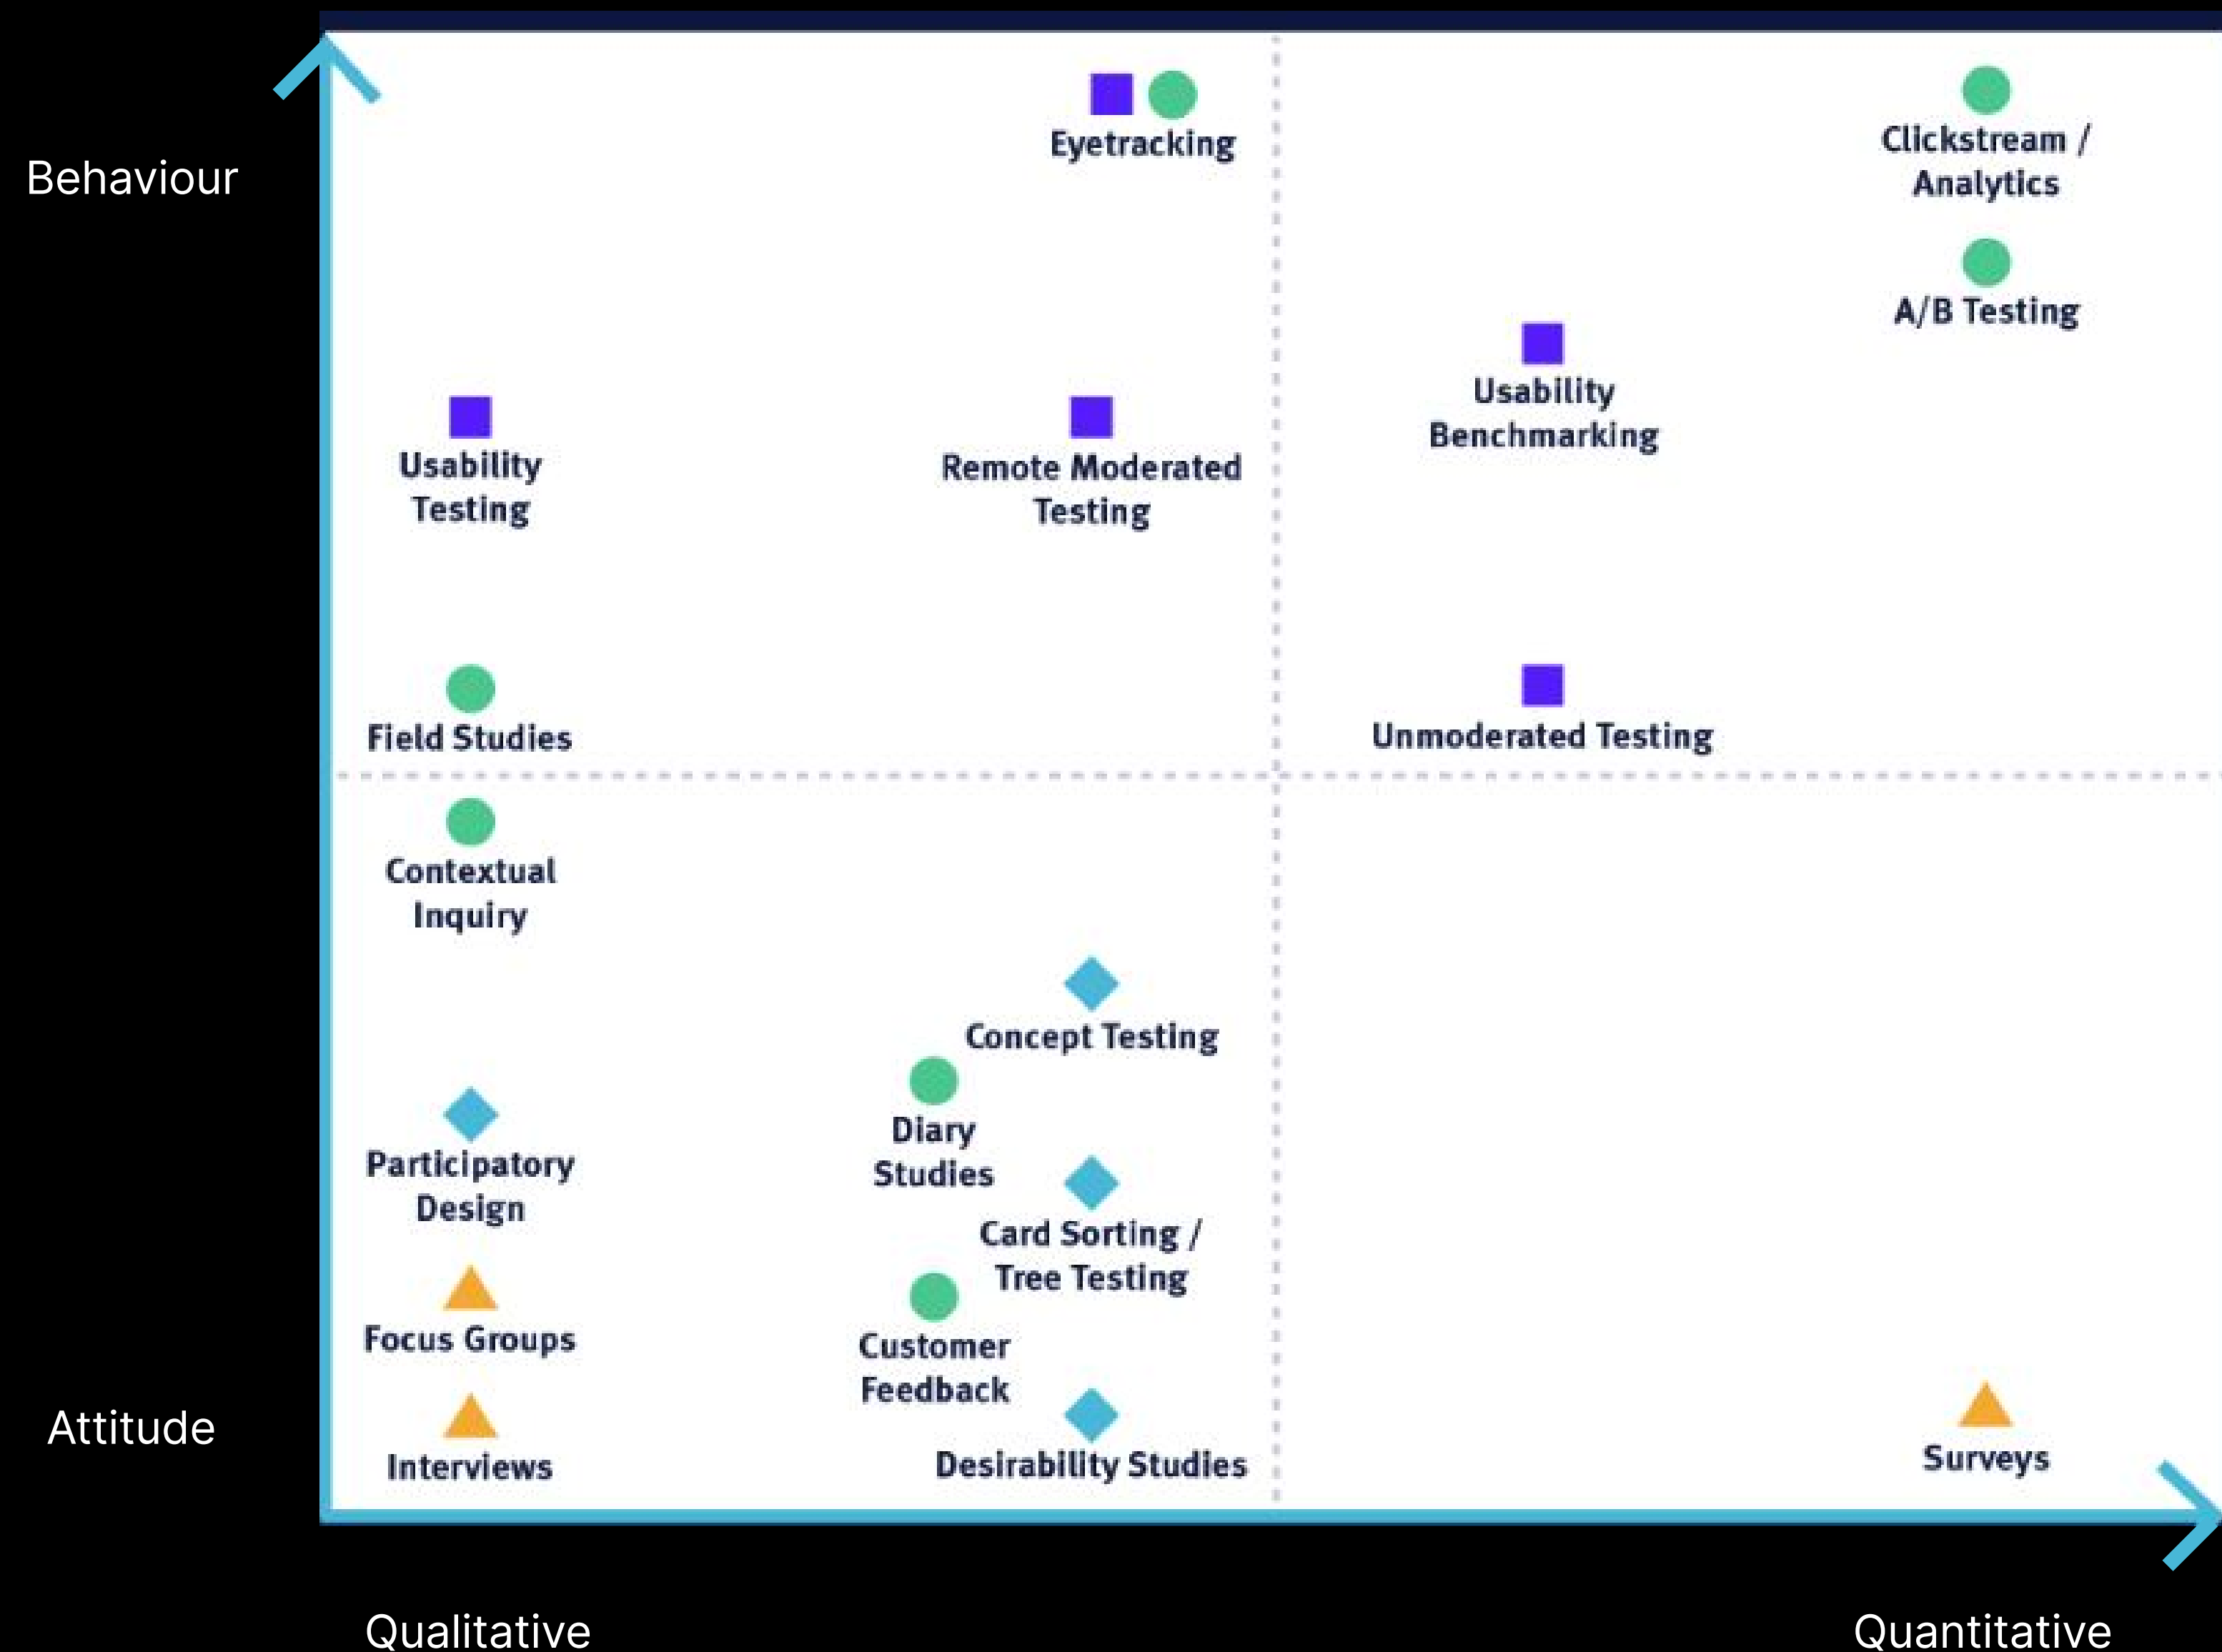 Behaviour
Eyetracking
Clickstream /
Analytics
A/B Testing
Usability
Benchmarking
Usability
Testing
Remote Moderated
Testing
Field Studies
Unmoderated Testing
Contextual
Inquiry
Concept Testing
Diary
Studies
Participatory
Design
Card Sorting /
Tree Testing
Focus Groups
Customer
Feedback
Attitude
Interviews
Desirability Studies
Surveys
Qualitative
Quantitative